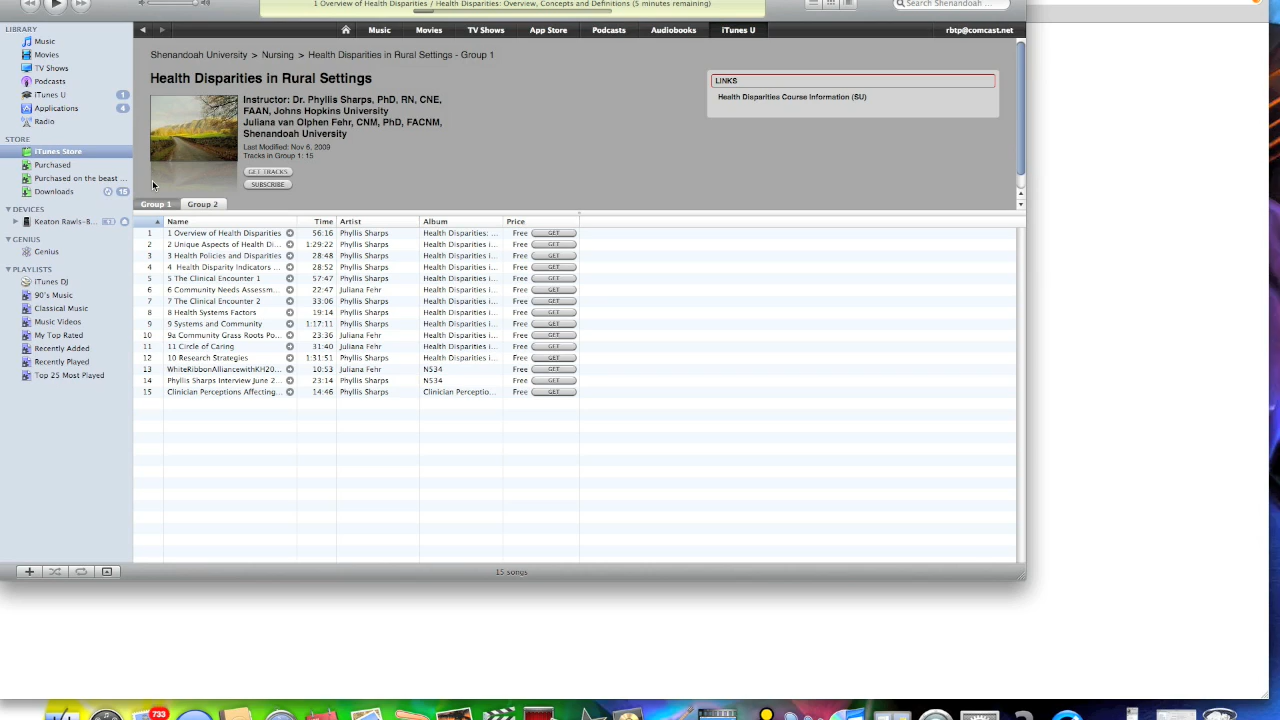 1 Overview of Health Disparities / Health Disparities: Overview, Concepts and Definitions (5 minutes remaining)
Search Shenandoah ...
Music Movies TV Shows App Store Podcasts Audiobooks iTunes U rbtp@comcast.net
LIBRARY
Music
Movies
TV Shows
Podcasts
iTunes U 1
Applications 4
Radio
STORE
iTunes Store
Purchased
Purchased on the beast ...
Downloads 15
DEVICES
Keaton Rawls-B...
GENIUS
Genius
PLAYLISTS
iTunes DJ
90's Music
Classical Music
Music Videos
My Top Rated
Recently Added
Recently Played
Top 25 Most Played
Shenandoah University > Nursing > Health Disparities in Rural Settings - Group 1
Health Disparities in Rural Settings
Instructor: Dr. Phyllis Sharps, PhD, RN, CNE,
FAAN, Johns Hopkins University
Juliana van Olphen Fehr, CNM, PhD, FACNM,
Shenandoah University
Last Modified: Nov 6, 2009
Tracks in Group 1: 15
GET TRACKS
SUBSCRIBE
LINKS
Health Disparities Course Information (SU)
Group 1 Group 2
Name Time Artist Album Price
1 1 Overview of Health Disparities 56:16 Phyllis Sharps Health Disparities: ... Free GET
2 2 Unique Aspects of Health Di... 1:29:22 Phyllis Sharps Health Disparities i... Free GET
3 3 Health Policies and Disparities 28:48 Phyllis Sharps Health Disparities i... Free GET
4 4 Health Disparity Indicators ... 28:52 Phyllis Sharps Health Disparities i... Free GET
5 5 The Clinical Encounter 1 57:47 Phyllis Sharps Health Disparities i... Free GET
6 6 Community Needs Assessm... 22:47 Juliana Fehr Health Disparities i... Free GET
7 7 The Clinical Encounter 2 33:06 Phyllis Sharps Health Disparities i... Free GET
8 8 Health Systems Factors 19:14 Phyllis Sharps Health Disparities i... Free GET
9 9 Systems and Community 1:17:11 Phyllis Sharps Health Disparities i... Free GET
10 9a Community Grass Roots Po... 23:36 Juliana Fehr Health Disparities i... Free GET
11 11 Circle of Caring 31:40 Juliana Fehr Health Disparities i... Free GET
12 10 Research Strategies 1:31:51 Phyllis Sharps Health Disparities i... Free GET
13 WhiteRibbonAlliancewithKH20... 10:53 Juliana Fehr N534 Free GET
14 Phyllis Sharps Interview June 2... 23:14 Phyllis Sharps N534 Free GET
15 Clinician Perceptions Affecting... 14:46 Phyllis Sharps Clinician Perceptio... Free GET
15 songs
733